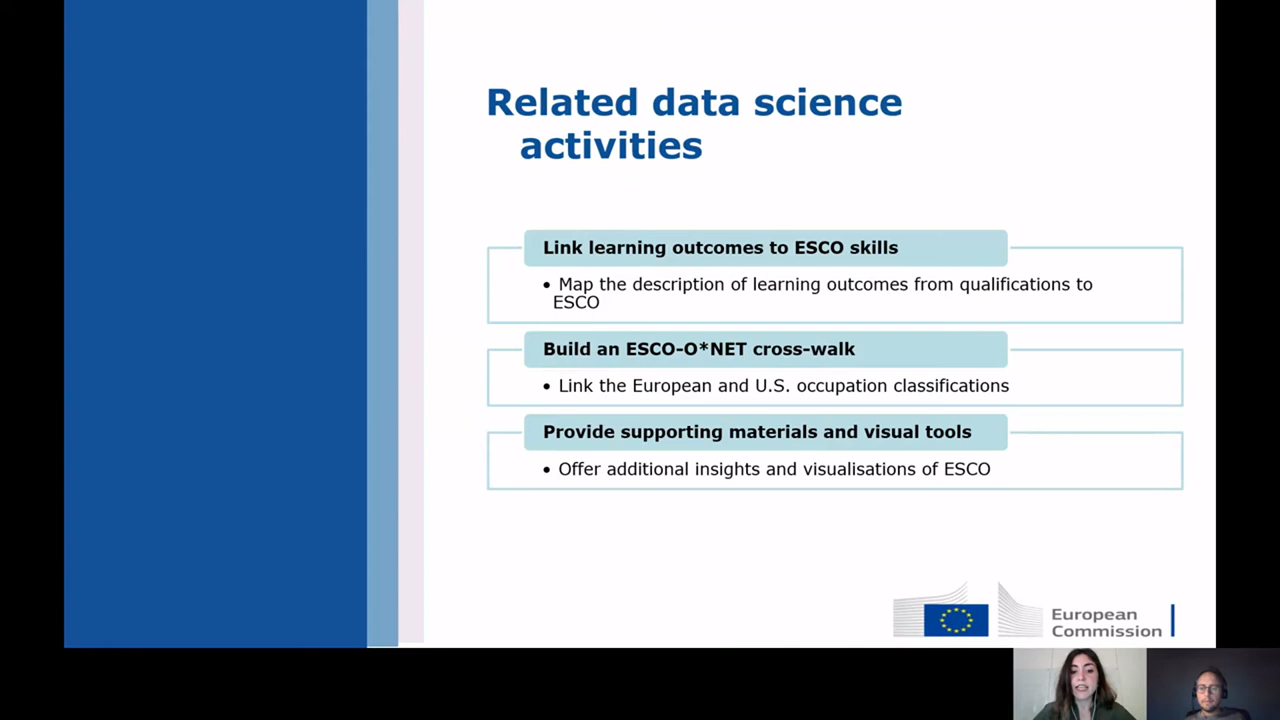 Related data science
activities
Link learning outcomes to ESCO skills
• Map the description of learning outcomes from qualifications to
ESCO
Build an ESCO-O*NET cross-walk
• Link the European and U.S. occupation classifications
Provide supporting materials and visual tools
• Offer additional insights and visualisations of ESCO
European
Commission